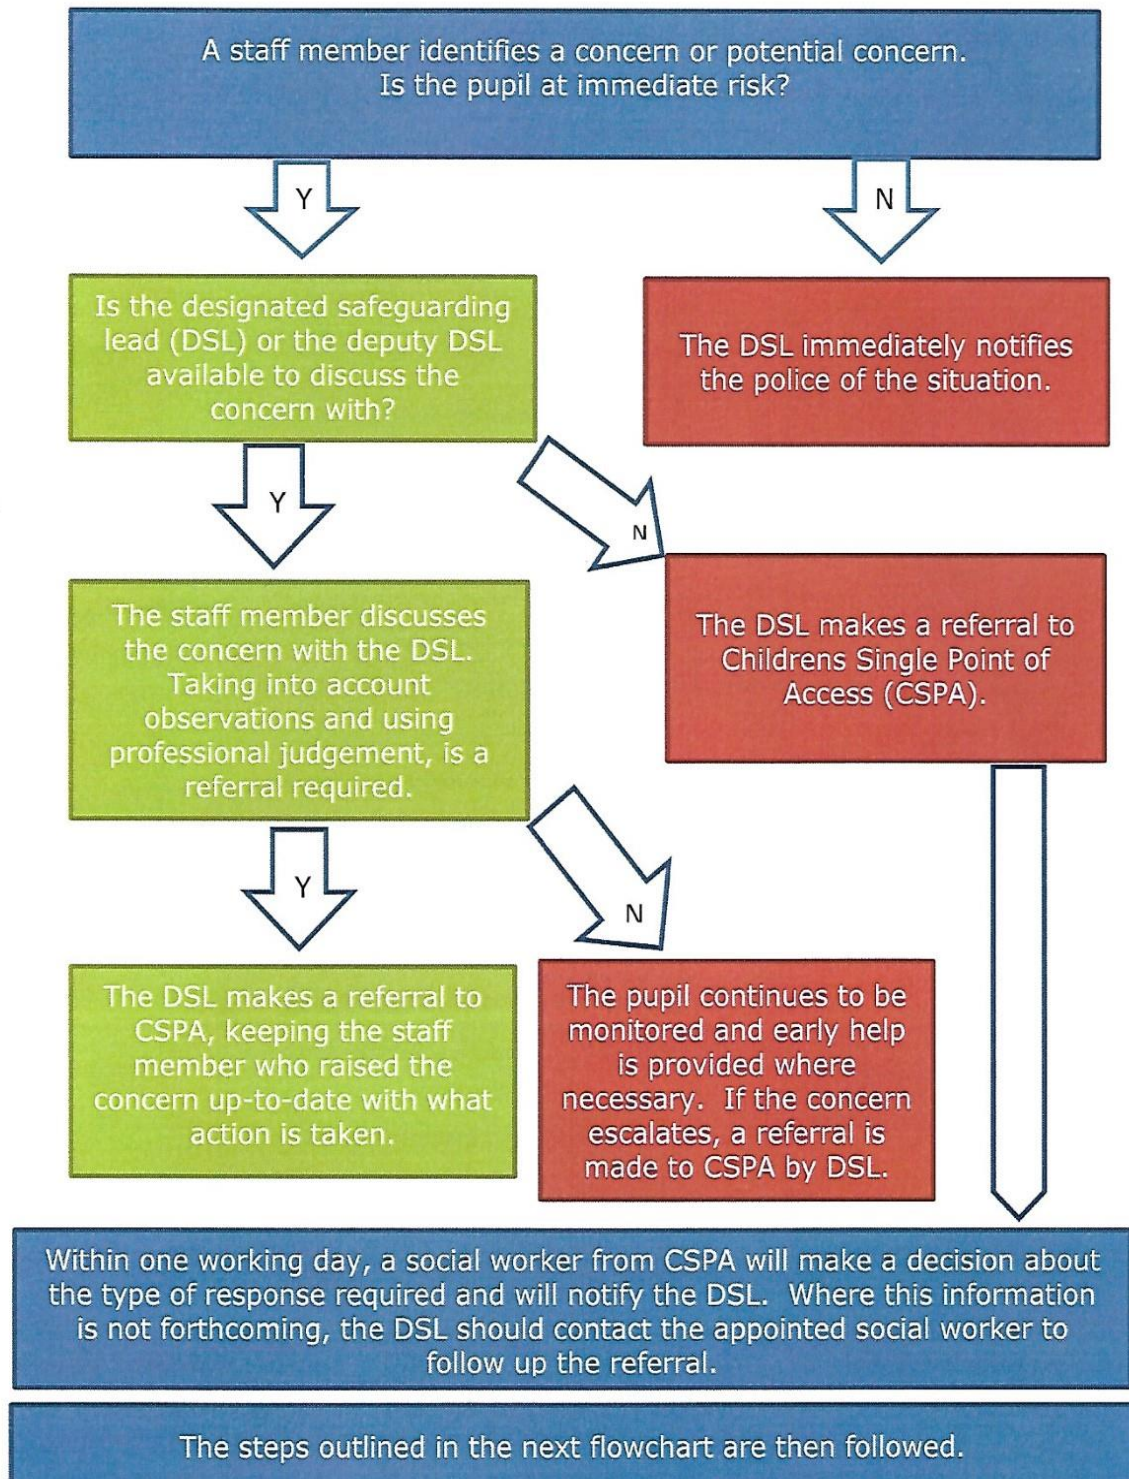 A staff member identifies a concern or potential concern.
Is the pupil at immediate risk?
Y
N
Is the designated safeguarding
lead (DSL) or the deputy DSL
available to discuss the
concern with?
The DSL immediately notifies
the police of the situation.
Y
N
The staff member discusses
the concern with the DSL.
Taking into account
observations and using
professional judgement, is a
referral required.
The DSL makes a referral to
Childrens Single Point of
Access (CSPA).
Y
N
The DSL makes a referral to
CSPA, keeping the staff
member who raised the
concern up-to-date with what
action is taken.
The pupil continues to be
monitored and early help
is provided where
necessary. If the concern
escalates, a referral is
made to CSPA by DSL.
Within one working day, a social worker from CSPA will make a decision about
the type of response required and will notify the DSL. Where this information
is not forthcoming, the DSL should contact the appointed social worker to
follow up the referral.
The steps outlined in the next flowchart are then followed.